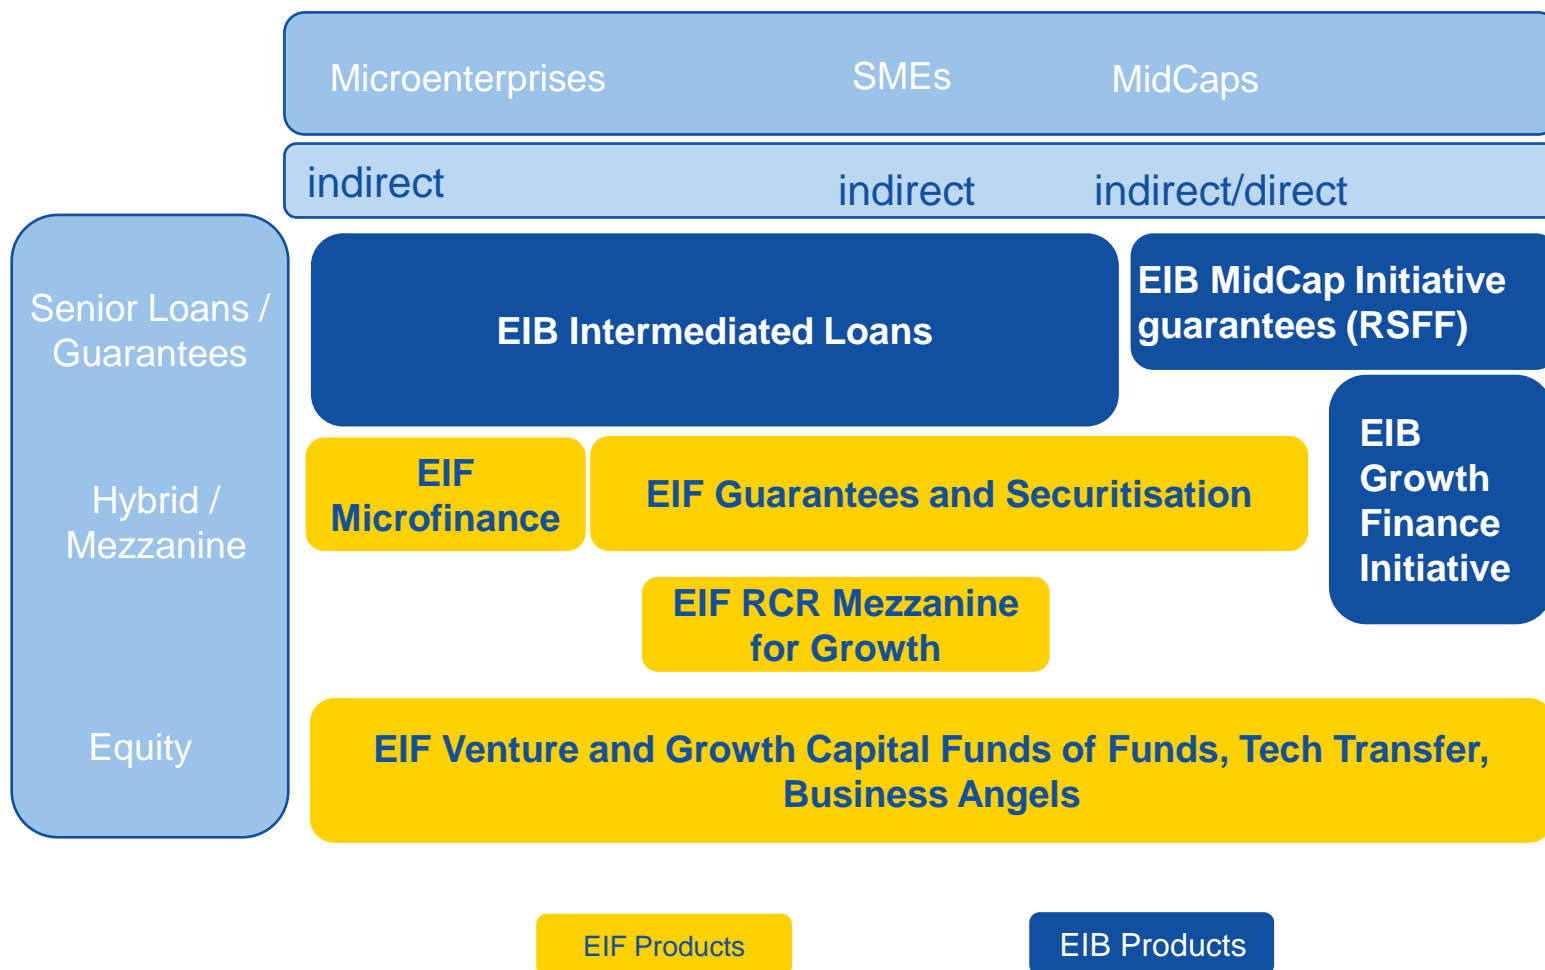 Microenterprises
SMEs
MidCaps
indirect
indirect
indirect/direct
Senior Loans /
Guarantees
EIB Intermediated Loans
EIB MidCap Initiative
guarantees (RSFF)
Hybrid /
Mezzanine
EIF
Microfinance
EIF Guarantees and Securitisation
EIB
Growth
Finance
Initiative
EIF RCR Mezzanine
for Growth
Equity
EIF Venture and Growth Capital Funds of Funds, Tech Transfer,
Business Angels
EIF Products
EIB Products